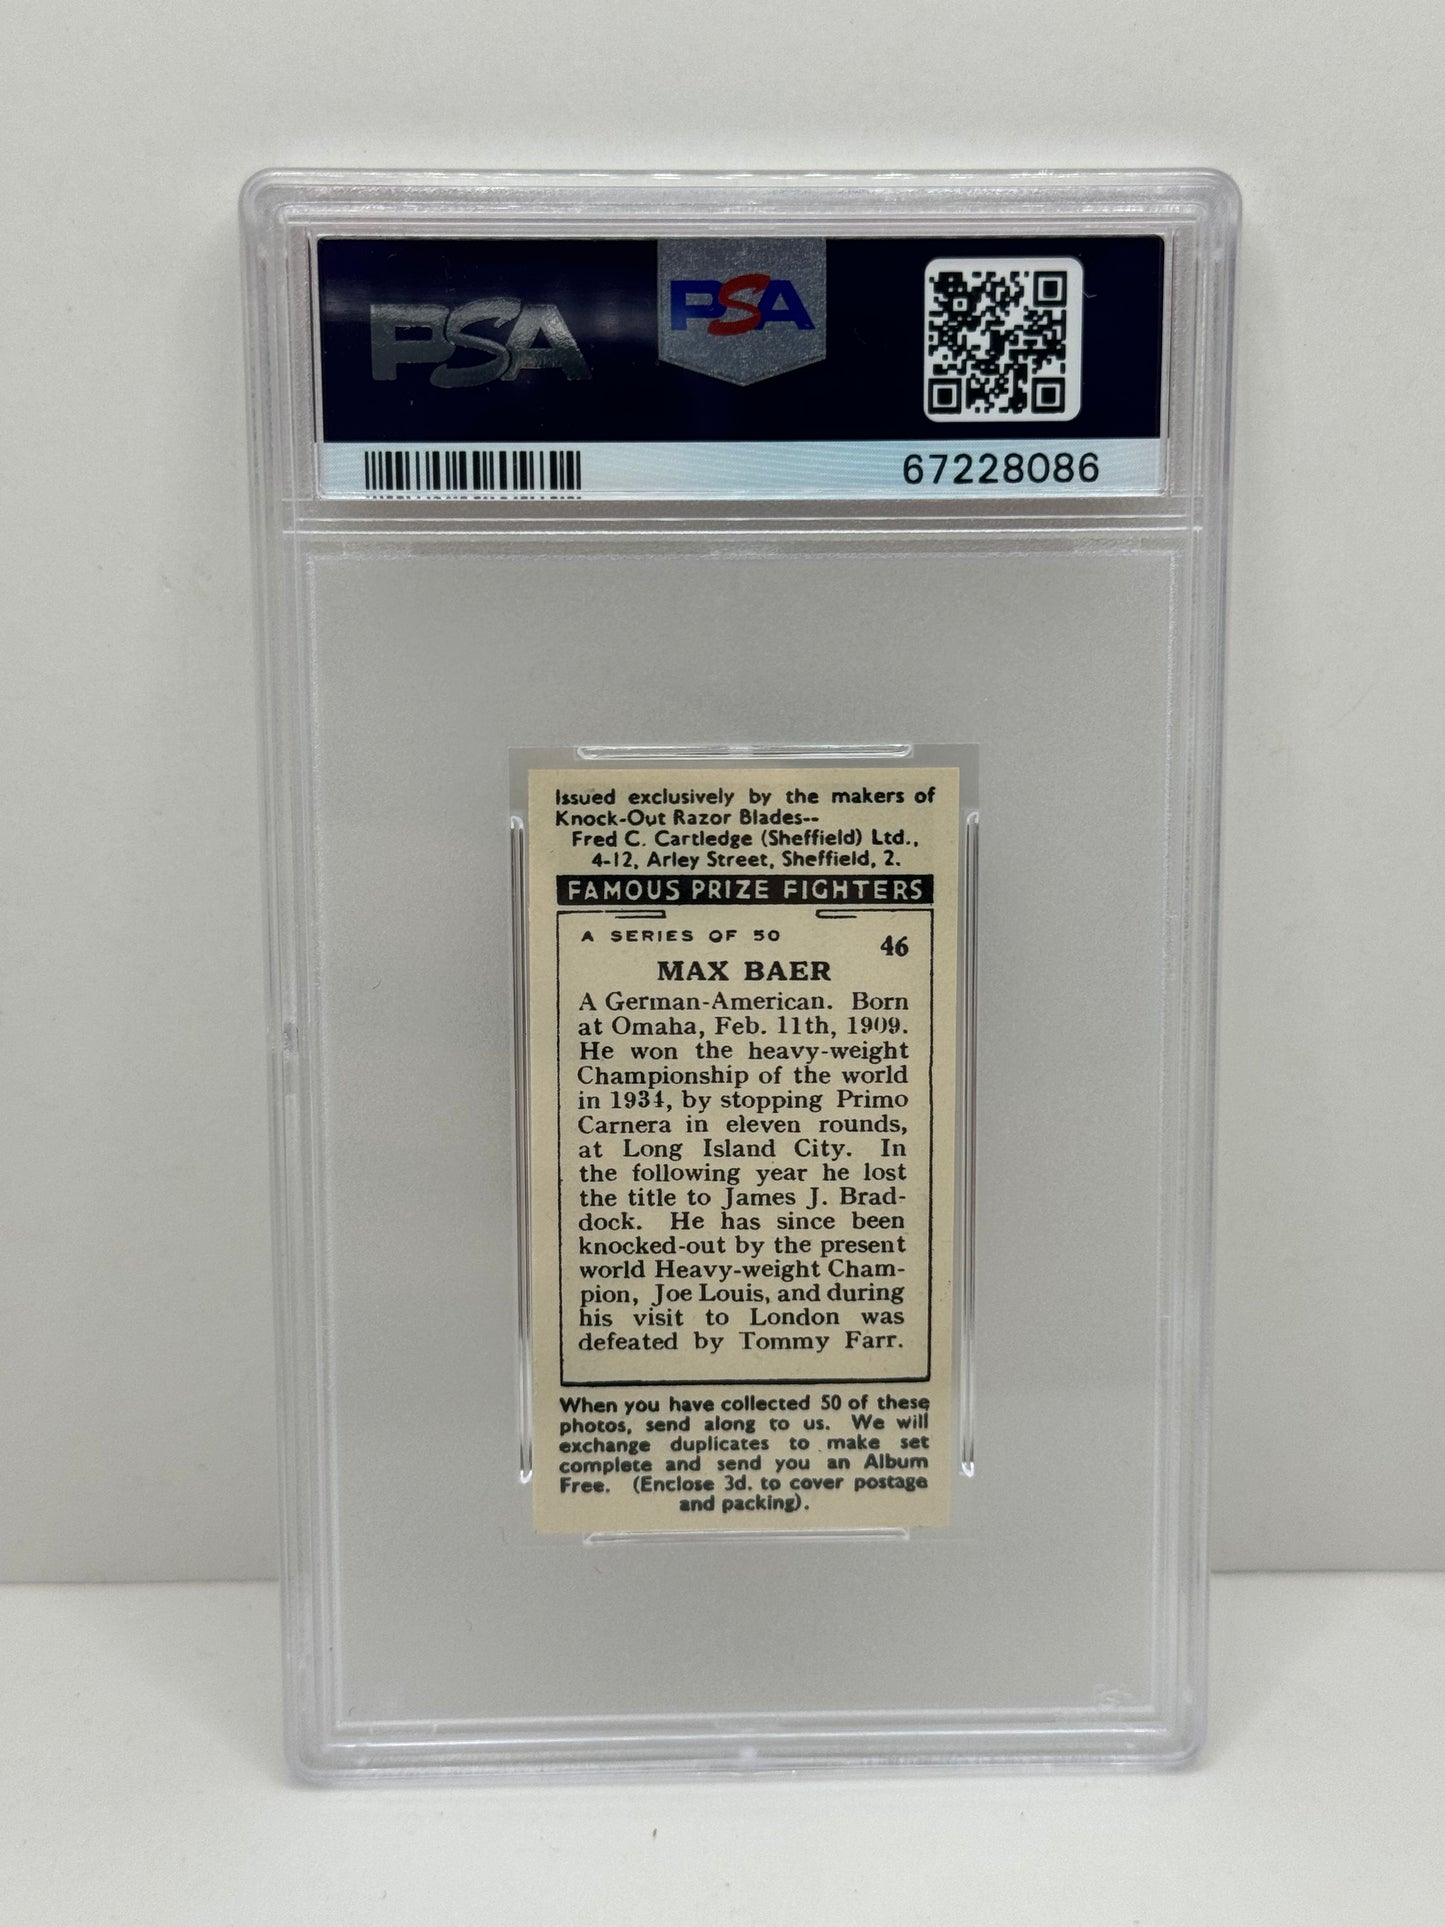 PSA
PSA
67228086
Issued exclusively by the makers of
Knock-Out Razor Blades--
Fred C. Cartledge (Sheffield) Ltd.,
4-12, Arley Street, Sheffield, 2.
FAMOUS PRIZE FIGHTERS
A SERIES OF 50
46
MAX BAER
A German-American. Born
at Omaha, Feb. 11th, 1909.
He won the heavy-weight
Championship of the world
in 1934, by stopping Primo
Carnera in eleven rounds,
at Long Island City. In
the following year he lost
the title to James J. Brad-
dock. He has since been
knocked-out by the present
world Heavy-weight Cham-
pion, Joe Louis, and during
his visit to London was
defeated by Tommy Farr.
When you have collected 50 of these
photos, send along to us. We will
exchange duplicates to make set
complete and send you an Album
Free. (Enclose 3d. to cover postage
and packing).